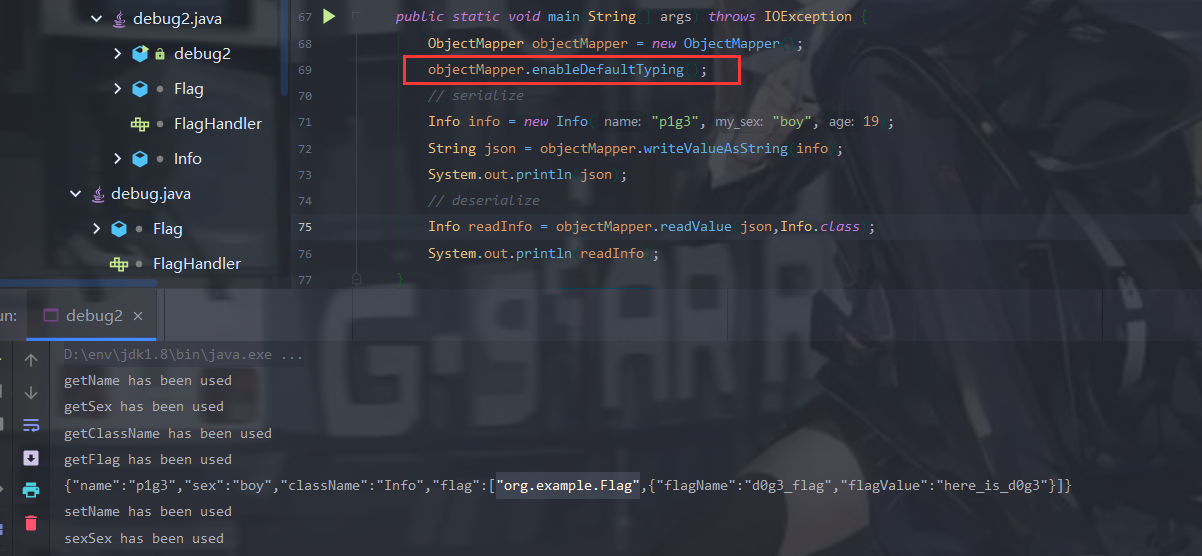 debug2.java
debug2
Flag
FlagHandler
Info
debug.java
Flag
FlagHandler
67 public static void main String[] args) throws IOException {
68 ObjectMapper objectMapper = new ObjectMapper();
69 objectMapper.enableDefaultTyping();
70 // serialize
71 Info info = new Info( name: "p1g3", my_sex: "boy", age: 19 ;
72 String json = objectMapper.writeValueAsString(info);
73 System.out.println json ;
74 // deserialize
75 Info readInfo = objectMapper.readValue json,Info.class ;
76 System.out.println readInfo ;
77 }
un: debug2 ×
D:\env\jdk1.8\bin\java.exe ...
getName has been used
getSex has been used
getClassName has been used
getFlag has been used
{"name":"p1g3","sex":"boy","className":"Info","flag":["org.example.Flag",{"flagName":"d0g3_flag","flagValue":"here_is_d0g3"}]}
setName has been used
sexSex has been used